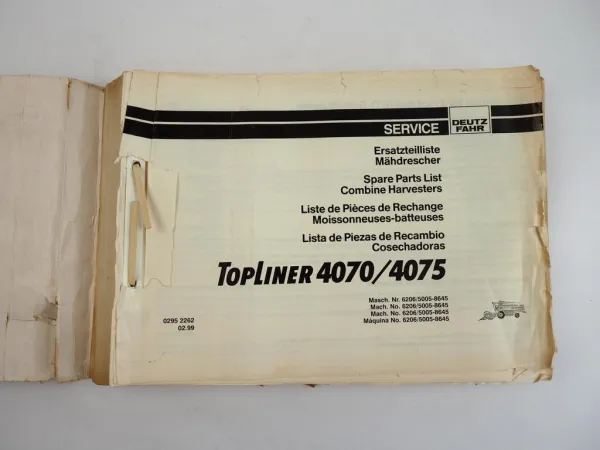 SERVICE
DEUTZ
FAHR
Ersatzteilliste
Mähdrescher
Spare Parts List
Combine Harvesters
Liste de Pièces de Rechange
Moissonneuses-batteuses
Lista de Piezas de Recambio
Cosechadoras
TOPLINER 4070/4075
Masch. Nr. 6206/5005-8645
Mach. No. 6206/5005-8645
Mach. No. 6206/5005-8645
Máquina No. 6206/5005-8645
0295 2262
02.99